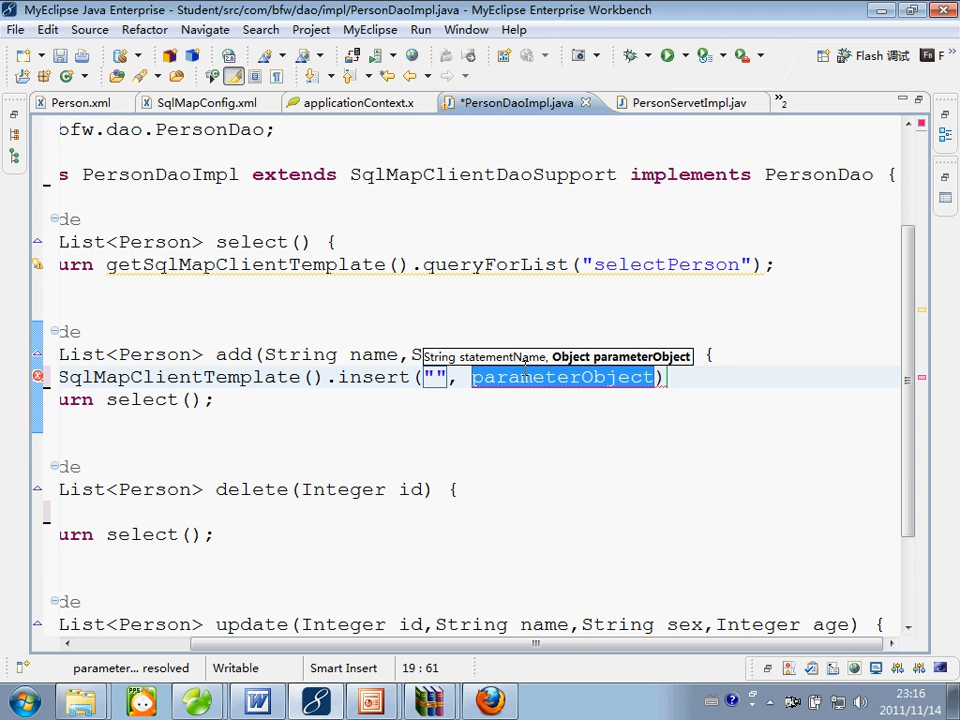 MyEclipse Java Enterprise - Student/src/com/bfw/dao/impl/PersonDaoImpl.java - MyEclipse Enterprise Workbench
File Edit Source Refactor Navigate Search Project MyEclipse Run Window Help
Flash 调试
Person.xml SqlMapConfig.xml applicationContext.x *PersonDaoImpl.java PersonServetImpl.jav »2
bfw.dao.PersonDao;
s PersonDaoImpl extends SqlMapClientDaoSupport implements PersonDao {
de
List<Person> select() {
urn getSqlMapClientTemplate().queryForList("selectPerson");
de
List<Person> add(String name,S {
String statementName, Object parameterObject
SqlMapClientTemplate().insert("", parameterObject)
urn select();
de
List<Person> delete(Integer id) {
urn select();
de
List<Person> update(Integer id,String name,String sex,Integer age) {
parameter... resolved Writable Smart Insert 19 : 61
23:16
2011/11/14